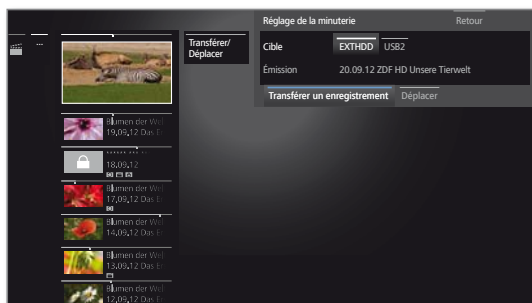 Réglage de la minuterie Retour
...
Transférer/
Déplacer
Cible EXTHDD USB2
Émission 20.09.12 ZDF HD Unsere Tierwelt
Transférer un enregistrement Déplacer
Blumen der Wel
19.09.12 Das E
****** *** **
18.09.12
Blumen der Wel
17.09.12 Das E
Blumen der Wel
14.09.12 Das E
Blumen der Wel
13.09.12 Das E
Blumen der Wel
12.09.12 Das E